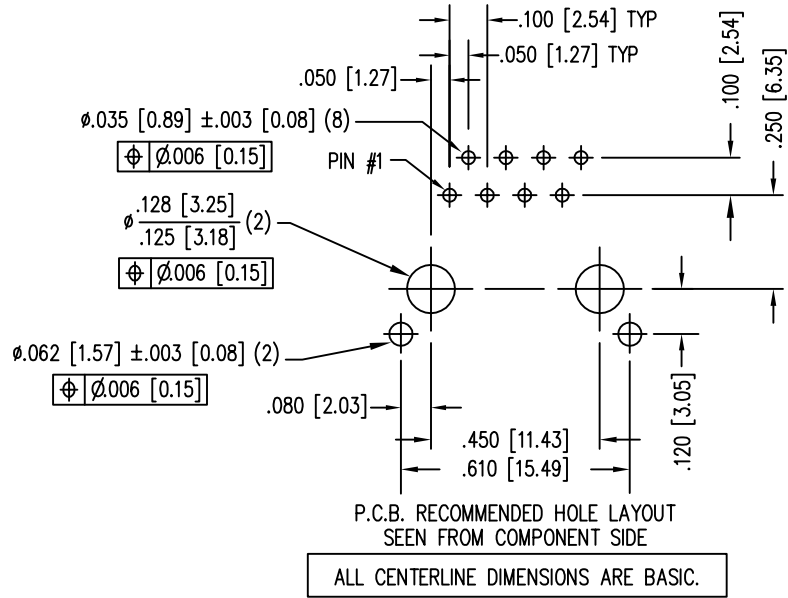 .100 [2.54] TYP
.050 [1.27] TYP
.050 [1.27]
.100 [2.54]
.250 [6.35]
⌀.035 [0.89] ±.003 [0.08] (8)
⌖ ⌀.006 [0.15]
PIN #1
⌀ .128 [3.25]
.125 [3.18] (2)
⌖ ⌀.006 [0.15]
⌀.062 [1.57] ±.003 [0.08] (2)
⌖ ⌀.006 [0.15]
.080 [2.03]
.450 [11.43]
.610 [15.49]
.120 [3.05]
P.C.B. RECOMMENDED HOLE LAYOUT
SEEN FROM COMPONENT SIDE
ALL CENTERLINE DIMENSIONS ARE BASIC.